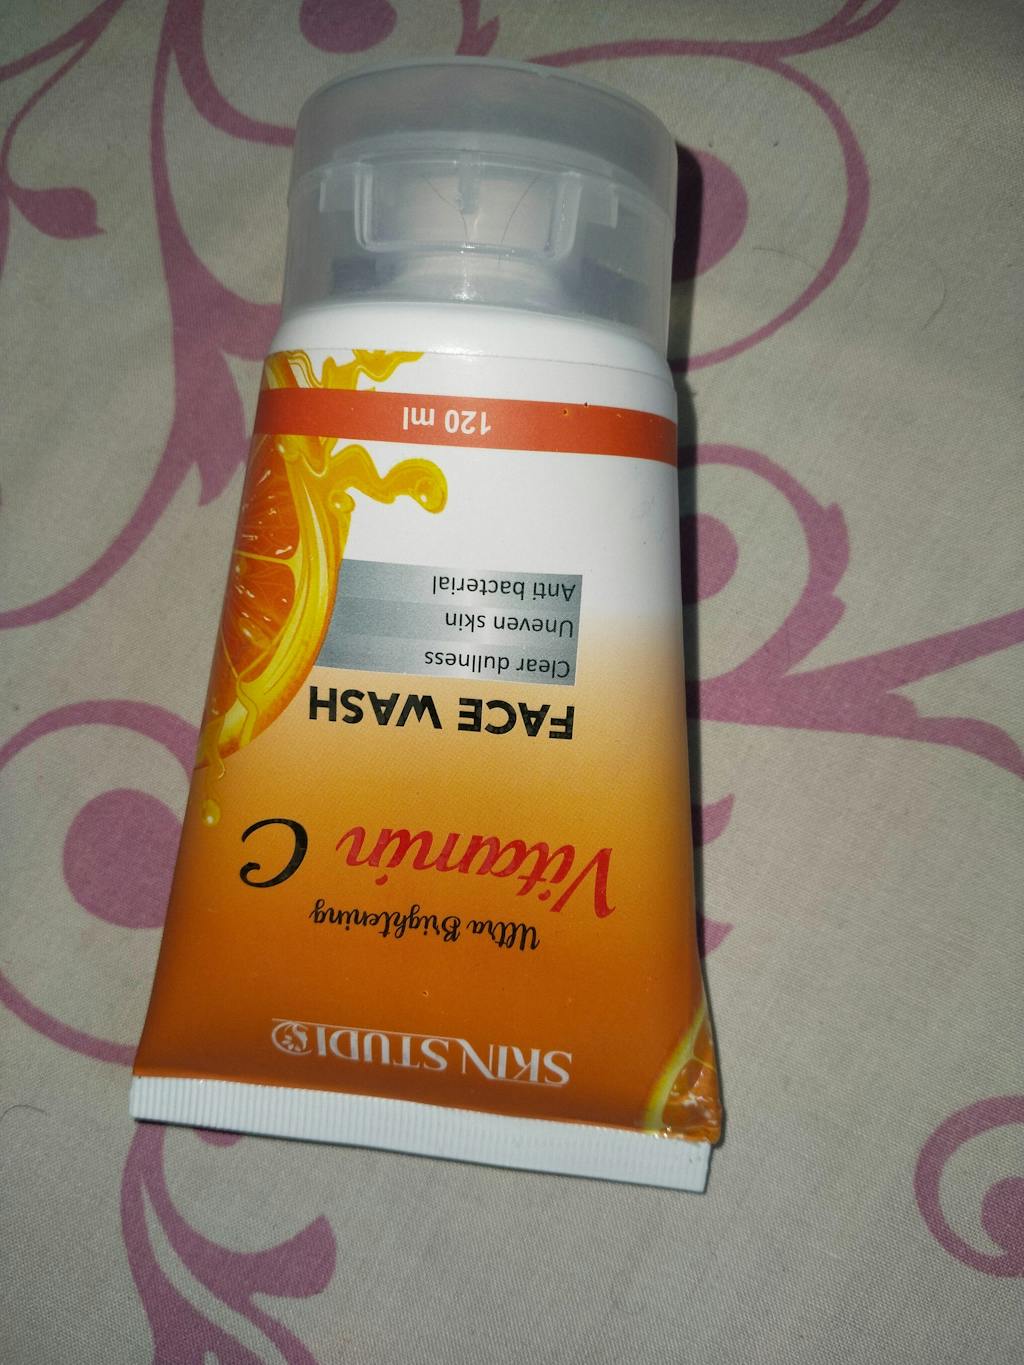 SKIN STUDIO
Ultra Brightening
Vitamin C
FACE WASH
Clear dullness
Uneven skin
Anti bacterial
120 ml